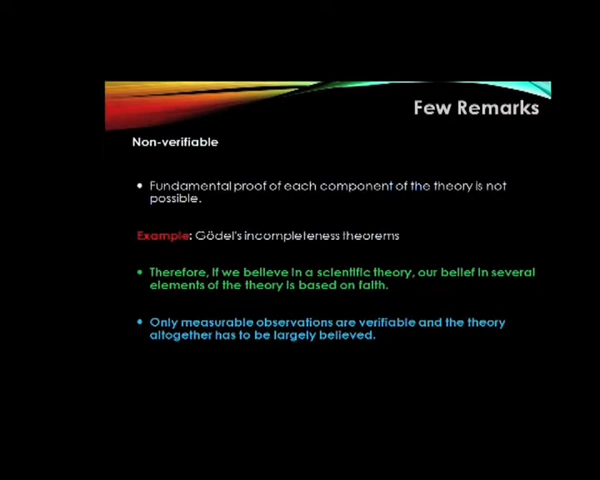 Few Remarks
Non-verifiable
• Fundamental proof of each component of the theory is not
possible.
Example: Gödel's incompleteness theorems
• Therefore, if we believe in a scientific theory, our belief in several
elements of the theory is based on faith.
• Only measurable observations are verifiable and the theory
altogether has to be largely believed.